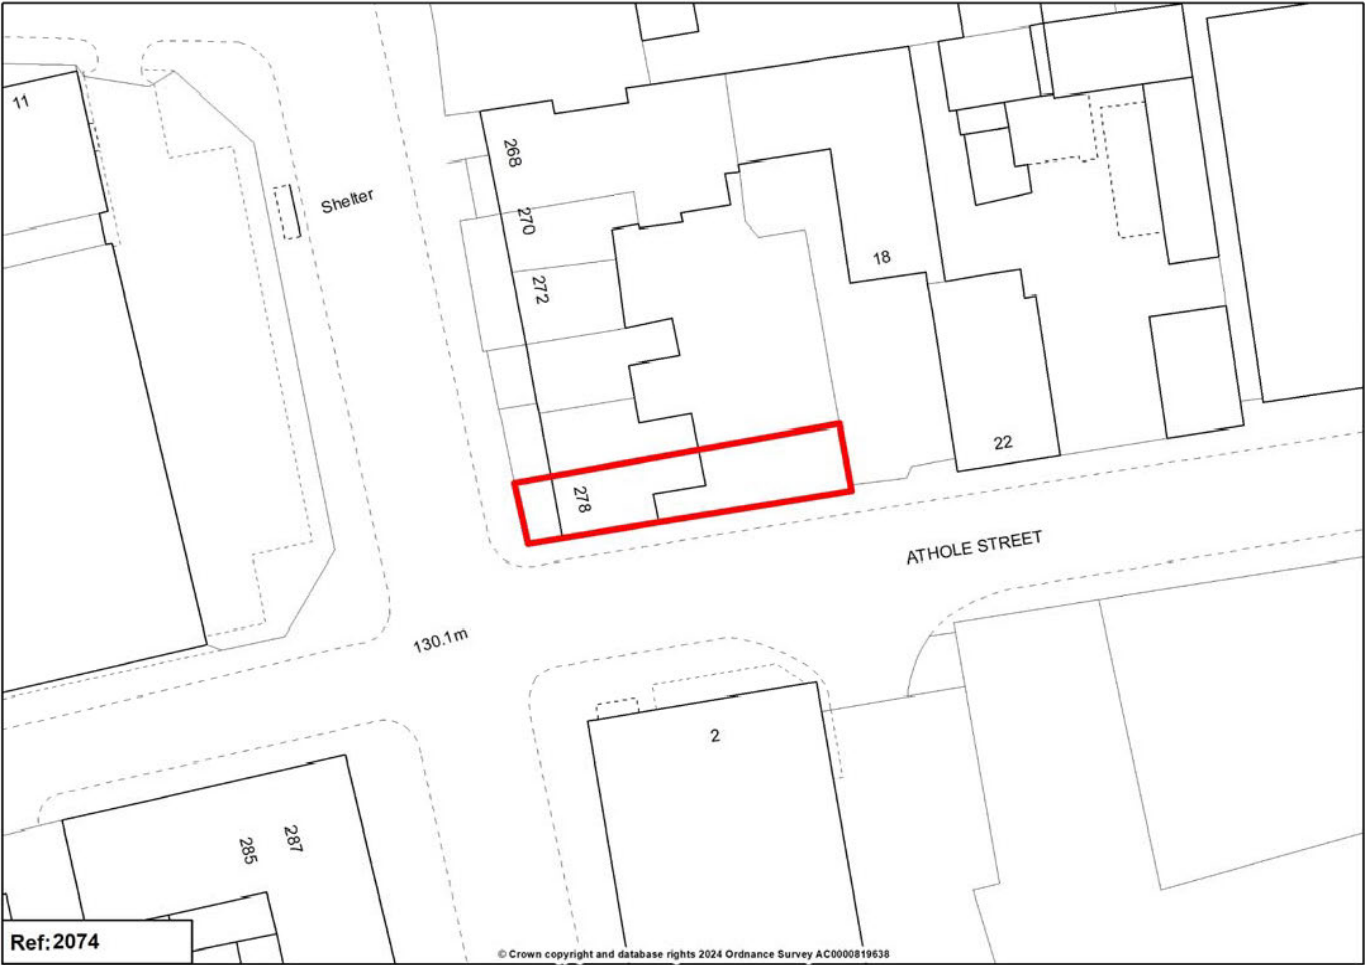 11
268
Shelter
270
18
272
22
278
ATHOLE STREET
130.1m
2
287
285
Ref:2074
© Crown copyright and database rights 2024 Ordnance Survey AC0000819638